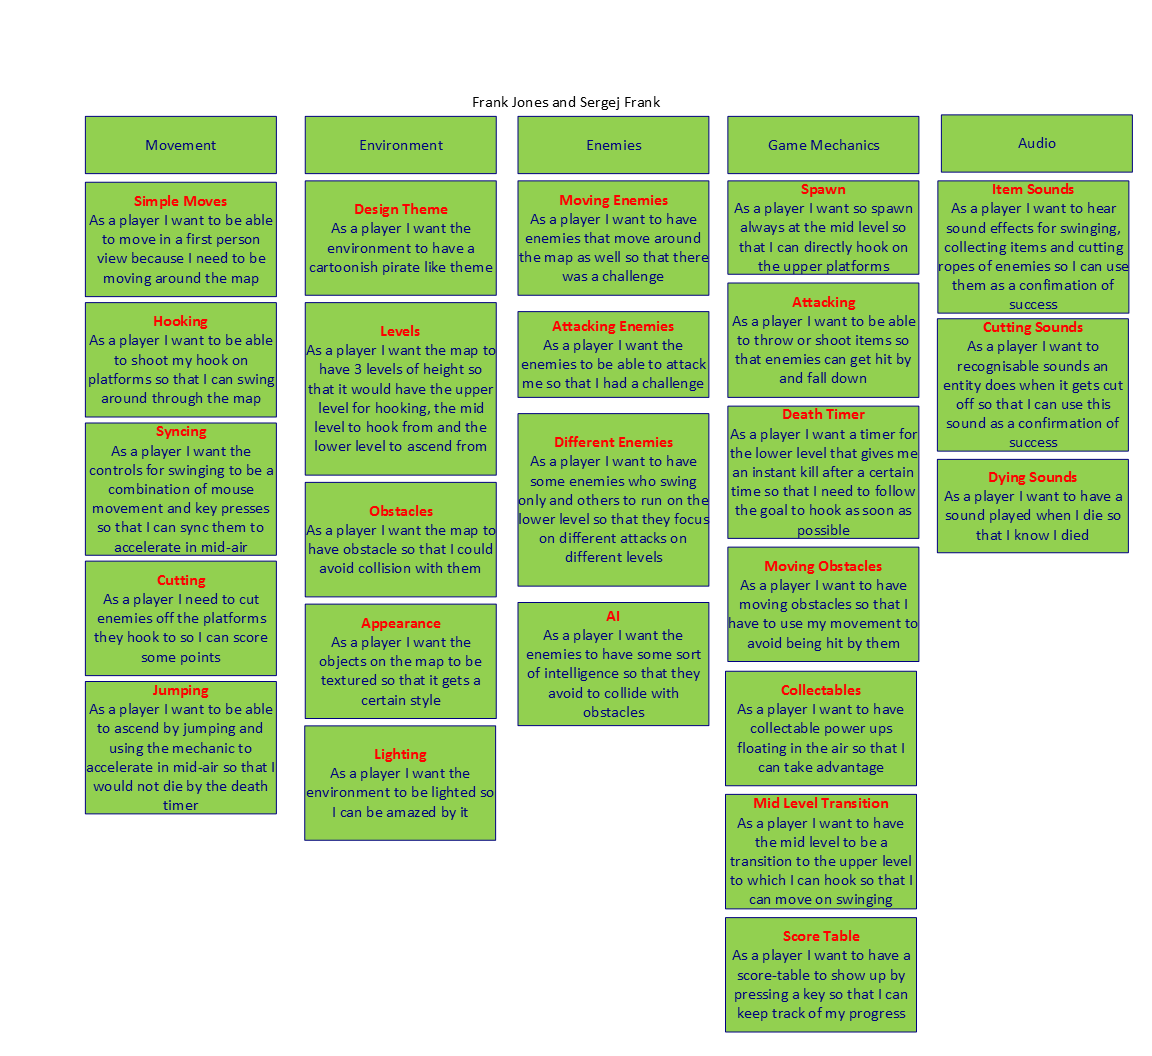 Frank Jones and Sergej Frank
Movement
Simple Moves
As a player I want to be able
to move in a first person
view because I need to be
moving around the map
Hooking
As a player I want to be able
to shoot my hook on
platforms so that I can swing
around through the map
Syncing
As a player I want the
controls for swinging to be a
combination of mouse
movement and key presses
so that I can sync them to
accelerate in mid-air
Cutting
As a player I need to cut
enemies off the platforms
they hook to so I can score
some points
Jumping
As a player I want to be able
to ascend by jumping and
using the mechanic to
accelerate in mid-air so that I
would not die by the death
timer
Environment
Design Theme
As a player I want the
environment to have a
cartoonish pirate like theme
Levels
As a player I want the map to
have 3 levels of height so
that it would have the upper
level for hooking, the mid
level to hook from and the
lower level to ascend from
Obstacles
As a player I want the map to
have obstacle so that I could
avoid collision with them
Appearance
As a player I want the
objects on the map to be
textured so that it gets a
certain style
Lighting
As a player I want the
environment to be lighted so
I can be amazed by it
Enemies
Moving Enemies
As a player I want to have
enemies that move around
the map as well so that there
was a challenge
Attacking Enemies
As a player I want the
enemies to be able to attack
me so that I had a challenge
Different Enemies
As a player I want to have
some enemies who swing
only and others to run on the
lower level so that they focus
on different attacks on
different levels
AI
As a player I want the
enemies to have some sort
of intelligence so that they
avoid to collide with
obstacles
Game Mechanics
Spawn
As a player I want so spawn
always at the mid level so
that I can directly hook on
the upper platforms
Attacking
As a player I want to be able
to throw or shoot items so
that enemies can get hit by
and fall down
Death Timer
As a player I want a timer for
the lower level that gives me
an instant kill after a certain
time so that I need to follow
the goal to hook as soon as
possible
Moving Obstacles
As a player I want to have
moving obstacles so that I
have to use my movement to
avoid being hit by them
Collectables
As a player I want to have
collectable power ups
floating in the air so that I
can take advantage
Mid Level Transition
As a player I want to have
the mid level to be a
transition to the upper level
to which I can hook so that I
can move on swinging
Score Table
As a player I want to have a
score-table to show up by
pressing a key so that I can
keep track of my progress
Audio
Item Sounds
As a player I want to hear
sound effects for swinging,
collecting items and cutting
ropes of enemies so I can use
them as a confimation of
success
Cutting Sounds
As a player I want to
recognisable sounds an
entity does when it gets cut
off so that I can use this
sound as a confirmation of
success
Dying Sounds
As a player I want to have a
sound played when I die so
that I know I died